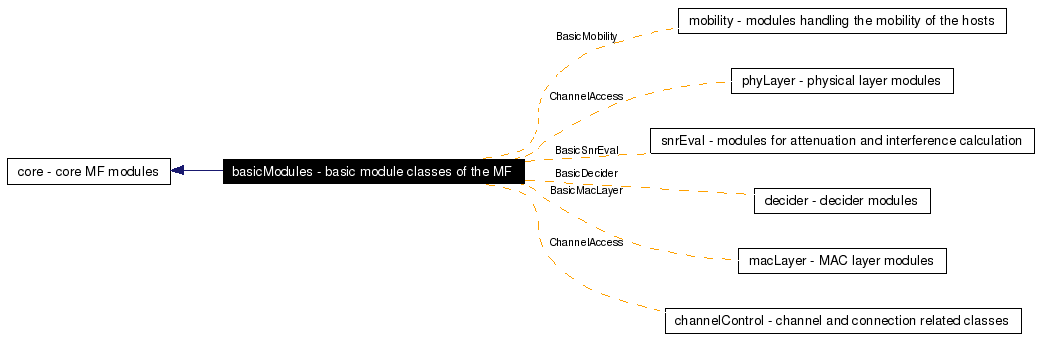 mobility - modules handling the mobility of the hosts
BasicMobility
phyLayer - physical layer modules
ChannelAccess
snrEval - modules for attenuation and interference calculation
BasicSnrEval
core - core MF modules
basicModules - basic module classes of the MF
BasicDecider
BasicMacLayer
decider - decider modules
ChannelAccess
macLayer - MAC layer modules
channelControl - channel and connection related classes